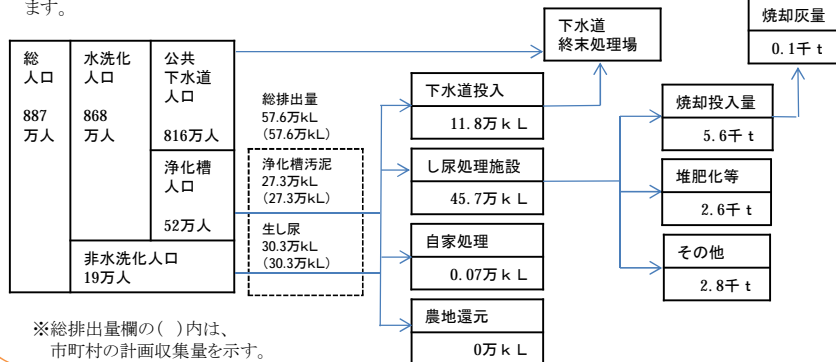 ます。
総
人口
887
万人
水洗化
人口
868
万人
公共
下水道
人口
816万人
浄化槽
人口
52万人
非水洗化人口
19万人
総排出量
57.6万kL
(57.6万kL)
浄化槽汚泥
27.3万kL
(27.3万kL)
生し尿
30.3万kL
(30.3万kL)
下水道
終末処理場
下水道投入
11.8万ｋＬ
し尿処理施設
45.7万ｋＬ
自家処理
0.07万ｋＬ
農地還元
0万ｋＬ
焼却灰量
0.1千ｔ
焼却投入量
5.6千ｔ
堆肥化等
2.6千ｔ
その他
2.8千ｔ
※総排出量欄の( )内は、
市町村の計画収集量を示す。